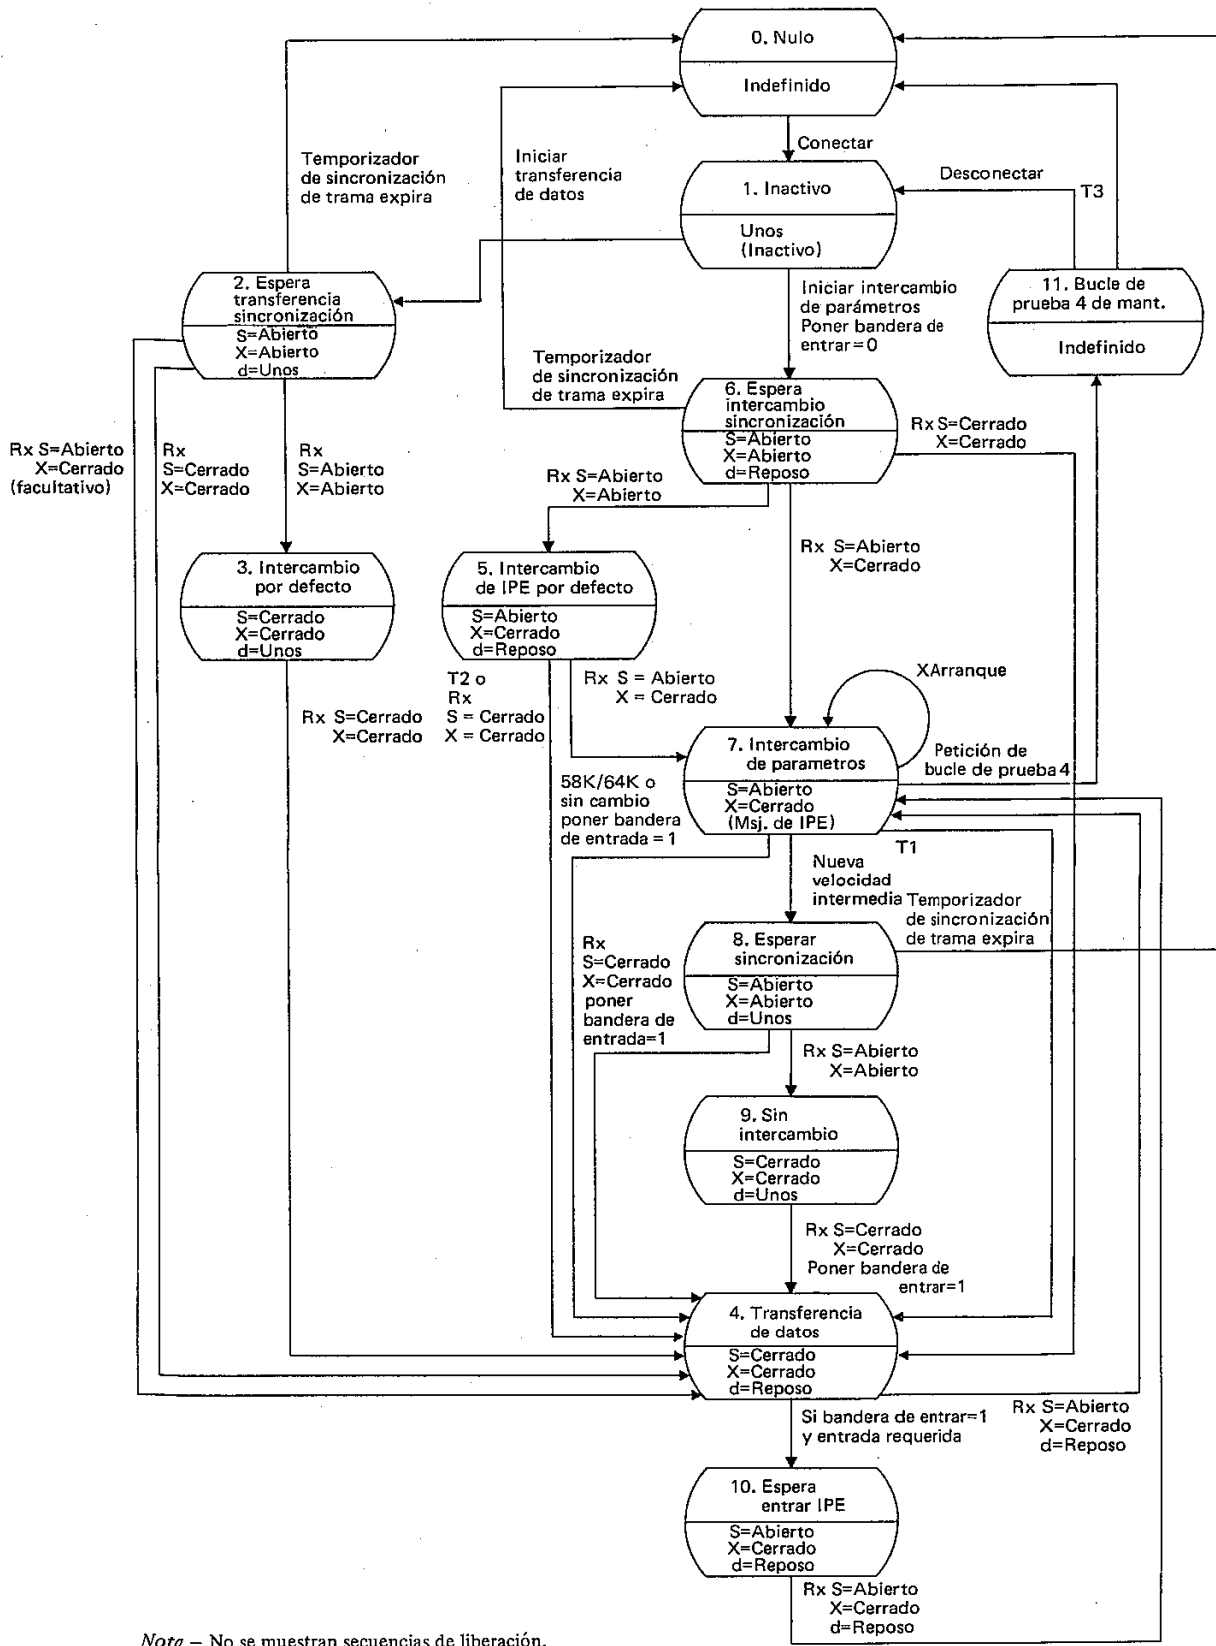 0. Nulo
Indefinido
Conectar
Temporizador
de sincronización
de trama expira
Iniciar
transferencia
de datos
1. Inactivo
Unos
(Inactivo)
Desconectar
T3
2. Espera
transferencia
sincronización
S=Abierto
X=Abierto
d=Unos
Iniciar intercambio
de parámetros
Poner bandera de
entrar=0
11. Bucle de
prueba 4 de mant.
Indefinido
Temporizador
de sincronización
de trama expira
6. Espera
intercambio
sincronización
S=Abierto
X=Abierto
d=Reposo
Rx S=Cerrado
X=Cerrado
Rx S=Abierto
X=Cerrado
(facultativo)
Rx
S=Cerrado
X=Cerrado
Rx
S=Abierto
X=Abierto
Rx S=Abierto
X=Abierto
Rx S=Abierto
X=Cerrado
3. Intercambio
por defecto
S=Cerrado
X=Cerrado
d=Unos
5. Intercambio
de IPE por defecto
S=Abierto
X=Cerrado
d=Reposo
Rx S=Cerrado
X=Cerrado
T2 o
Rx
S = Cerrado
X = Cerrado
Rx S = Abierto
X = Cerrado
XArranque
7. Intercambio
de parametros
S=Abierto
X=Cerrado
(Msj. de IPE)
Petición de
bucle de prueba 4
58K/64K o
sin cambio
poner bandera
de entrada = 1
T1
Nueva
velocidad
intermedia
Temporizador
de sincronización
de trama expira
Rx
S=Cerrado
X=Cerrado
poner
bandera de
entrada=1
8. Esperar
sincronización
S=Abierto
X=Abierto
d=Unos
Rx S=Abierto
X=Abierto
9. Sin
intercambio
S=Cerrado
X=Cerrado
d=Unos
Rx S=Cerrado
X=Cerrado
Poner bandera de
entrar=1
4. Transferencia
de datos
S=Cerrado
X=Cerrado
d=Reposo
Si bandera de entrar=1
y entrada requerida
Rx S=Abierto
X=Cerrado
d=Reposo
10. Espera
entrar IPE
S=Abierto
X=Cerrado
d=Reposo
Rx S=Abierto
X=Cerrado
d=Reposo
Nota – No se muestran secuencias de liberación.